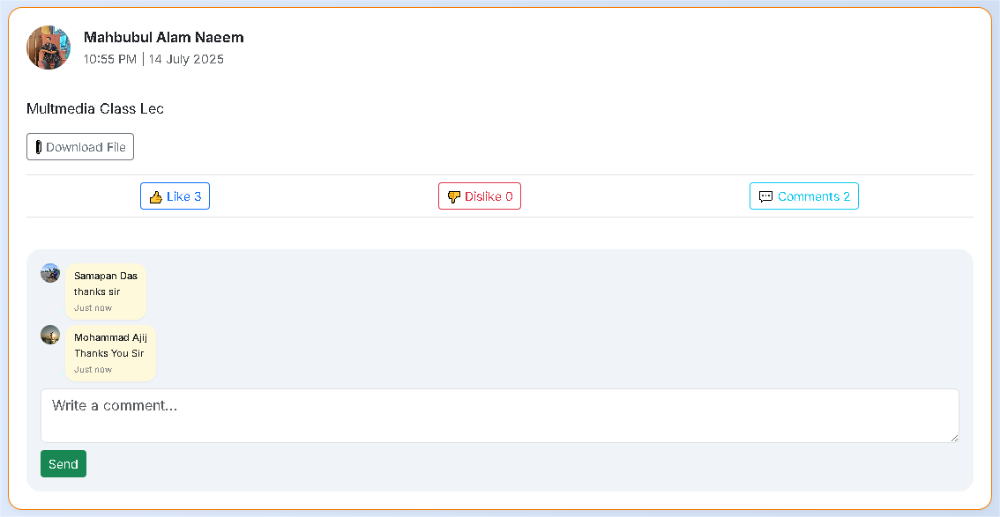 Mahbubul Alam Naeem
10:55 PM | 14 July 2025
Multmedia Class Lec
Download File
Like 3
Dislike 0
Comments 2
Samapan Das
thanks sir
Just now
Mohammad Ajij
Thanks You Sir
Just now
Write a comment...
Send